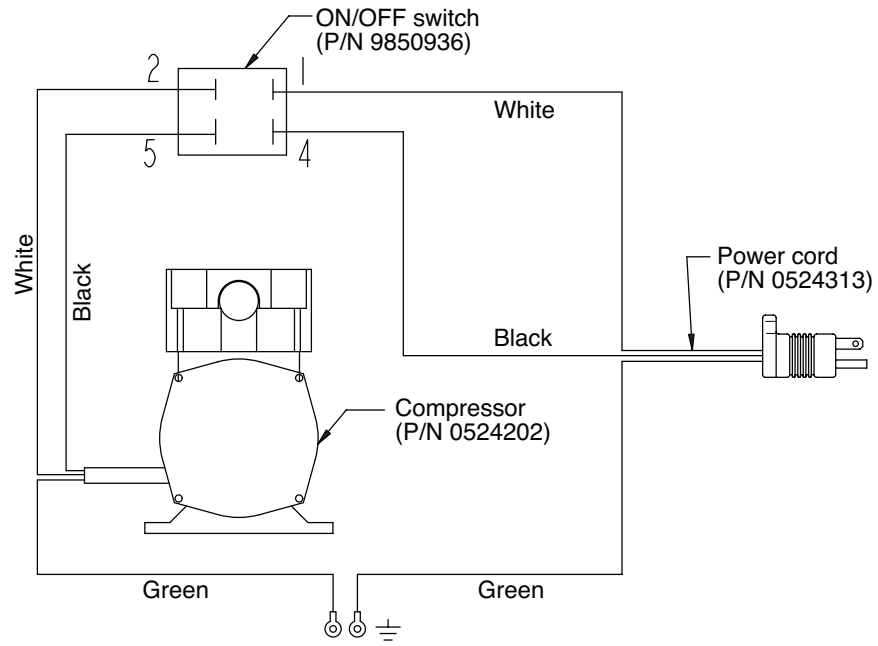 ON/OFF switch
(P/N 9850936)
2
1
White
5
4
White
Black
Power cord
(P/N 0524313)
Black
Compressor
(P/N 0524202)
Green
Green